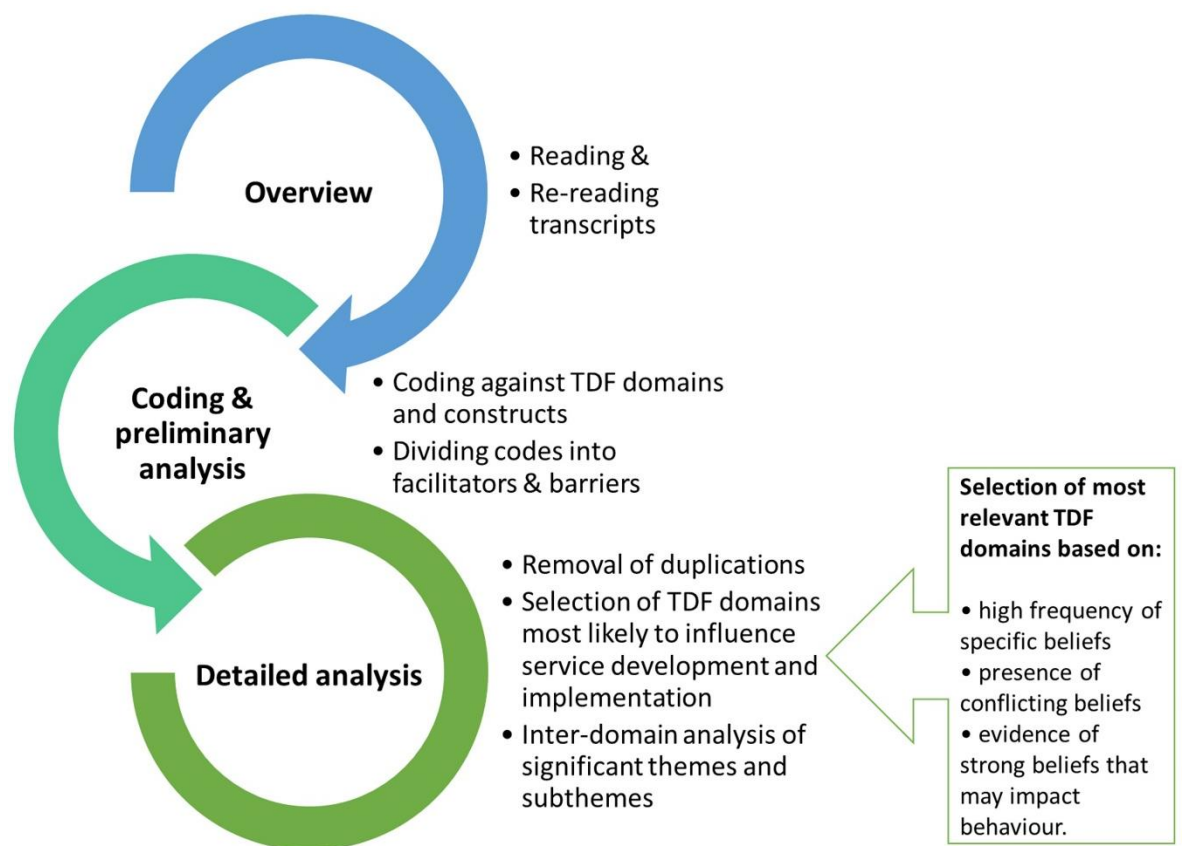 Overview
• Reading &
• Re-reading
transcripts
Coding &
preliminary
analysis
• Coding against TDF domains
and constructs
• Dividing codes into
facilitators & barriers
Detailed analysis
• Removal of duplications
• Selection of TDF domains
most likely to influence
service development and
implementation
• Inter-domain analysis of
significant themes and
subthemes
Selection of most
relevant TDF
domains based on:
• high frequency of
specific beliefs
• presence of
conflicting beliefs
• evidence of
strong beliefs that
may impact
behaviour.